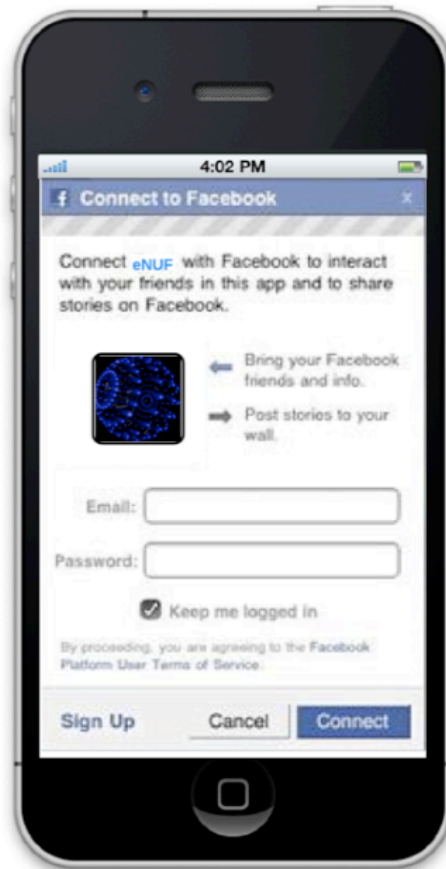 4:02 PM
f Connect to Facebook x
Connect eNUF with Facebook to interact
with your friends in this app and to share
stories on Facebook.
Bring your Facebook
friends and info.
Post stories to your
wall.
Email:
Password:
Keep me logged in
By proceeding, you are agreeing to the Facebook
Platform User Terms of Service.
Sign Up Cancel Connect